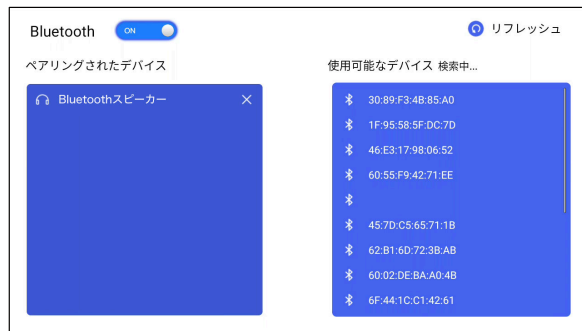 Bluetooth ON
リフレッシュ
ペアリングされたデバイス
使用可能なデバイス 検索中...
Bluetoothスピーカー
30:89:F3:4B:85:A0
1F:95:58:5F:DC:7D
46:E3:17:98:06:52
60:55:F9:42:71:EE
45:7D:C5:65:71:1B
62:B1:6D:72:3B:AB
60:02:DE:BA:A0:4B
6F:44:1C:C1:42:61